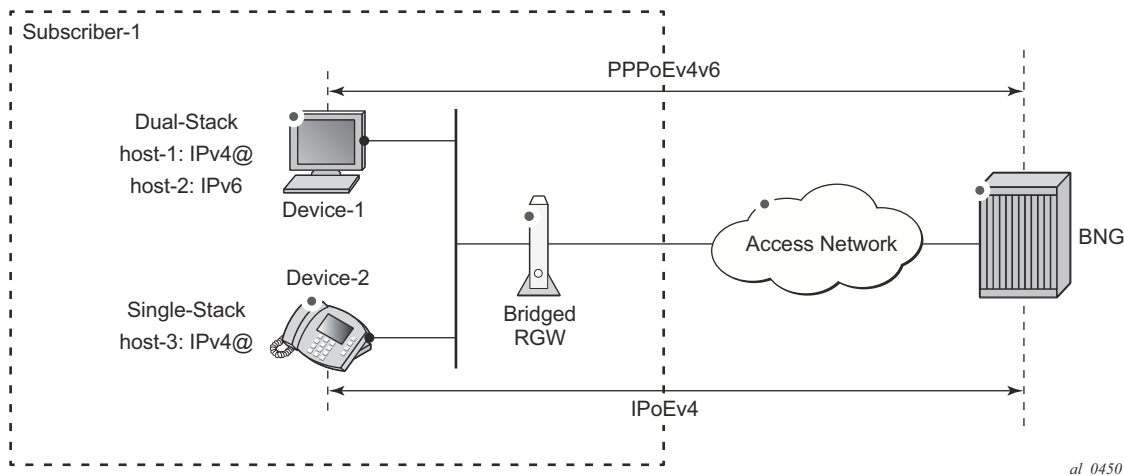 Subscriber-1
PPPoEv4v6
Dual-Stack
host-1: IPv4@
host-2: IPv6
Device-1
Access Network
BNG
Device-2
Single-Stack
host-3: IPv4@
Bridged
RGW
IPoEv4
al_0450